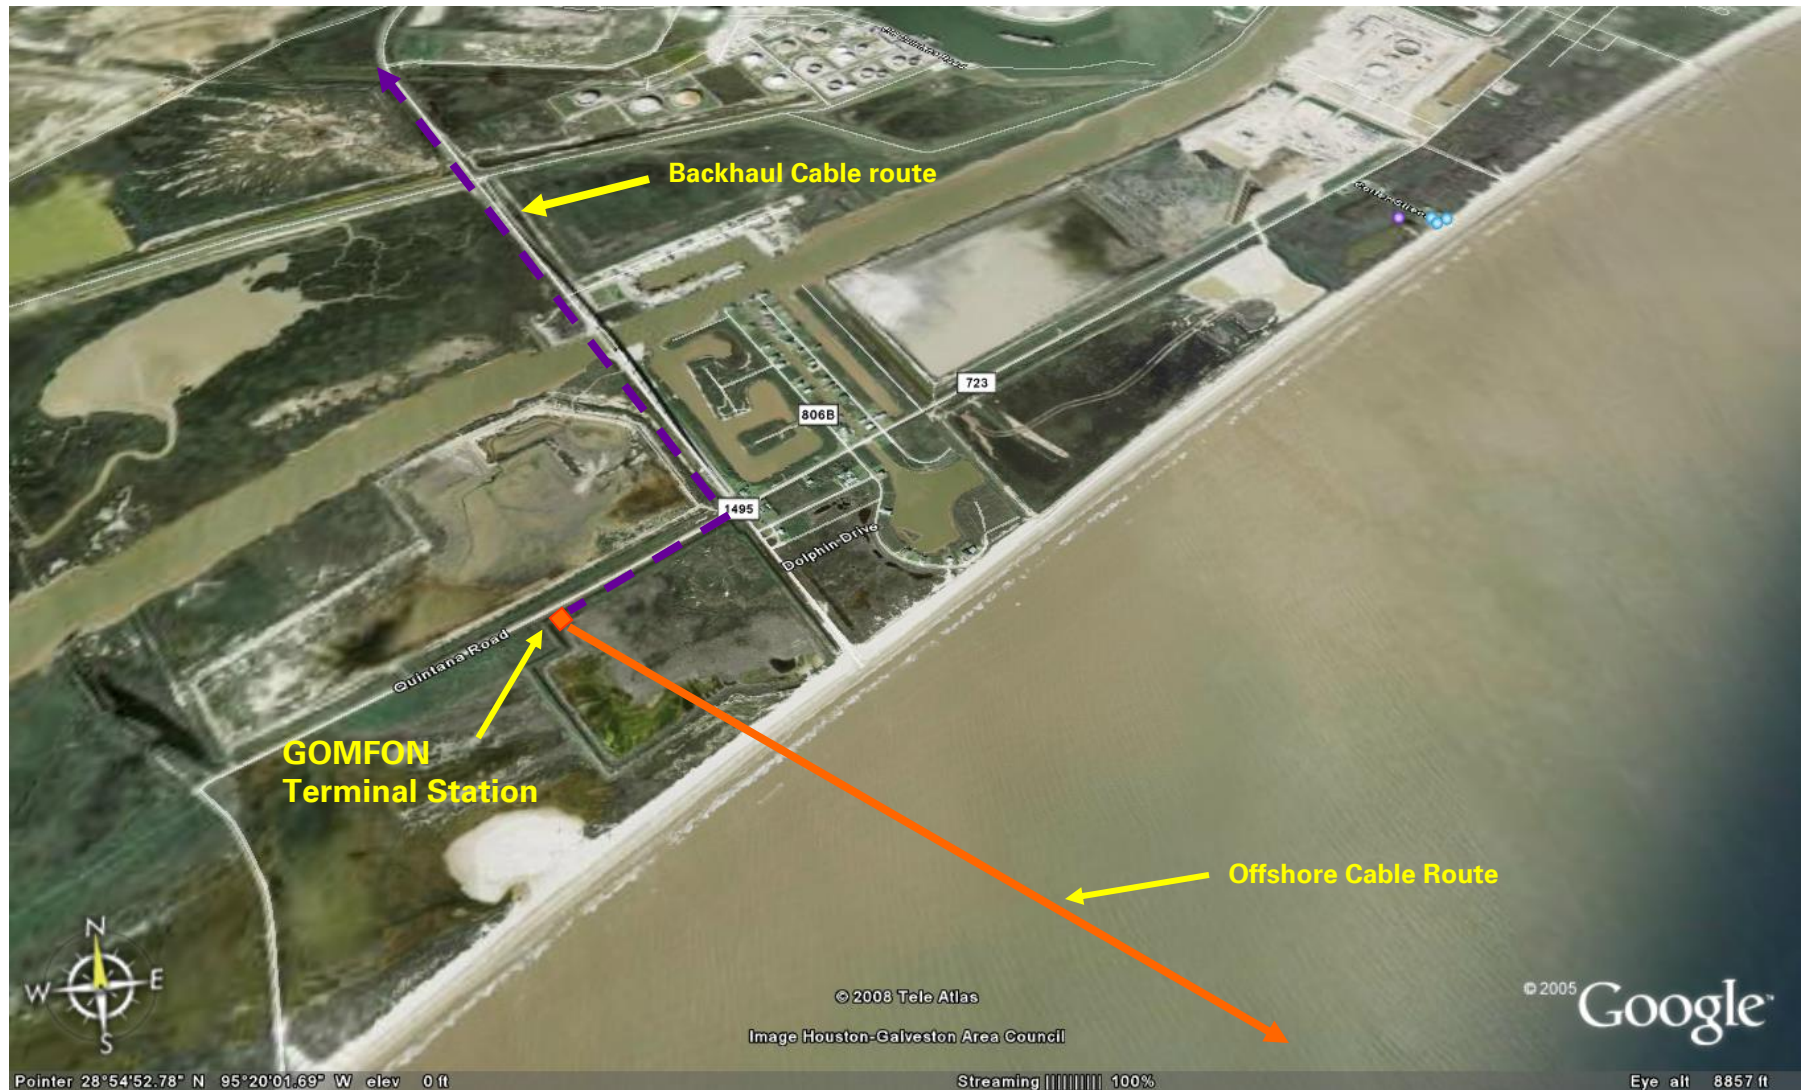 Backhaul Cable route
723
806B
1495
Dolphin Drive
Quintana Road
GOMFON
Terminal Station
Offshore Cable Route
N
W E
S
© 2008 Tele Atlas
Image Houston-Galveston Area Council
© 2005 Google™
Pointer 28°54'52.78" N 95°20'01.69" W elev 0 ft
Streaming |||||||||| 100%
Eye alt 8857 ft